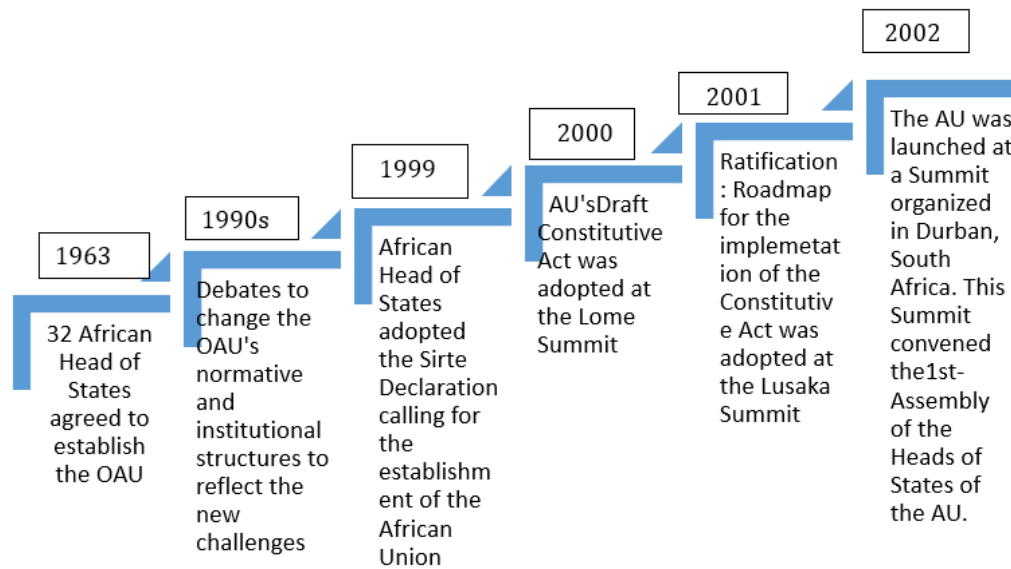 1963
32 African
Head of
States
agreed to
establish
the OAU
1990s
Debates to
change the
OAU's
normative
and
institutional
structures to
reflect the
new
challenges
1999
African
Head of
States
adopted
the Sirte
Declaration
calling for
the
establishm
ent of the
African
Union
2000
AU'sDraft
Constitutive
Act was
adopted at
the Lome
Summit
2001
Ratification
: Roadmap
for the
implemetat
ion of the
Constitutiv
e Act was
adopted at
the Lusaka
Summit
2002
The AU was
launched at
a Summit
organized
in Durban,
South
Africa. This
Summit
convened
the1st-
Assembly
of the
Heads of
States of
the AU.